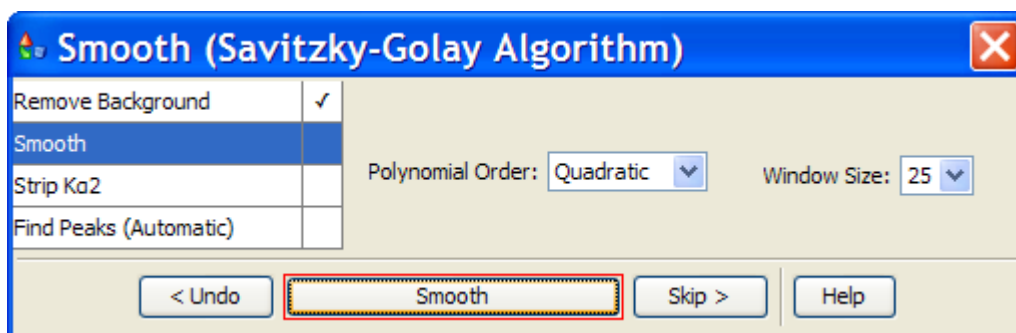 Smooth (Savitzky-Golay Algorithm)
Remove Background ✓
Smooth
Strip Kα2
Find Peaks (Automatic)
Polynomial Order: Quadratic Window Size: 25
< Undo Smooth Skip > Help